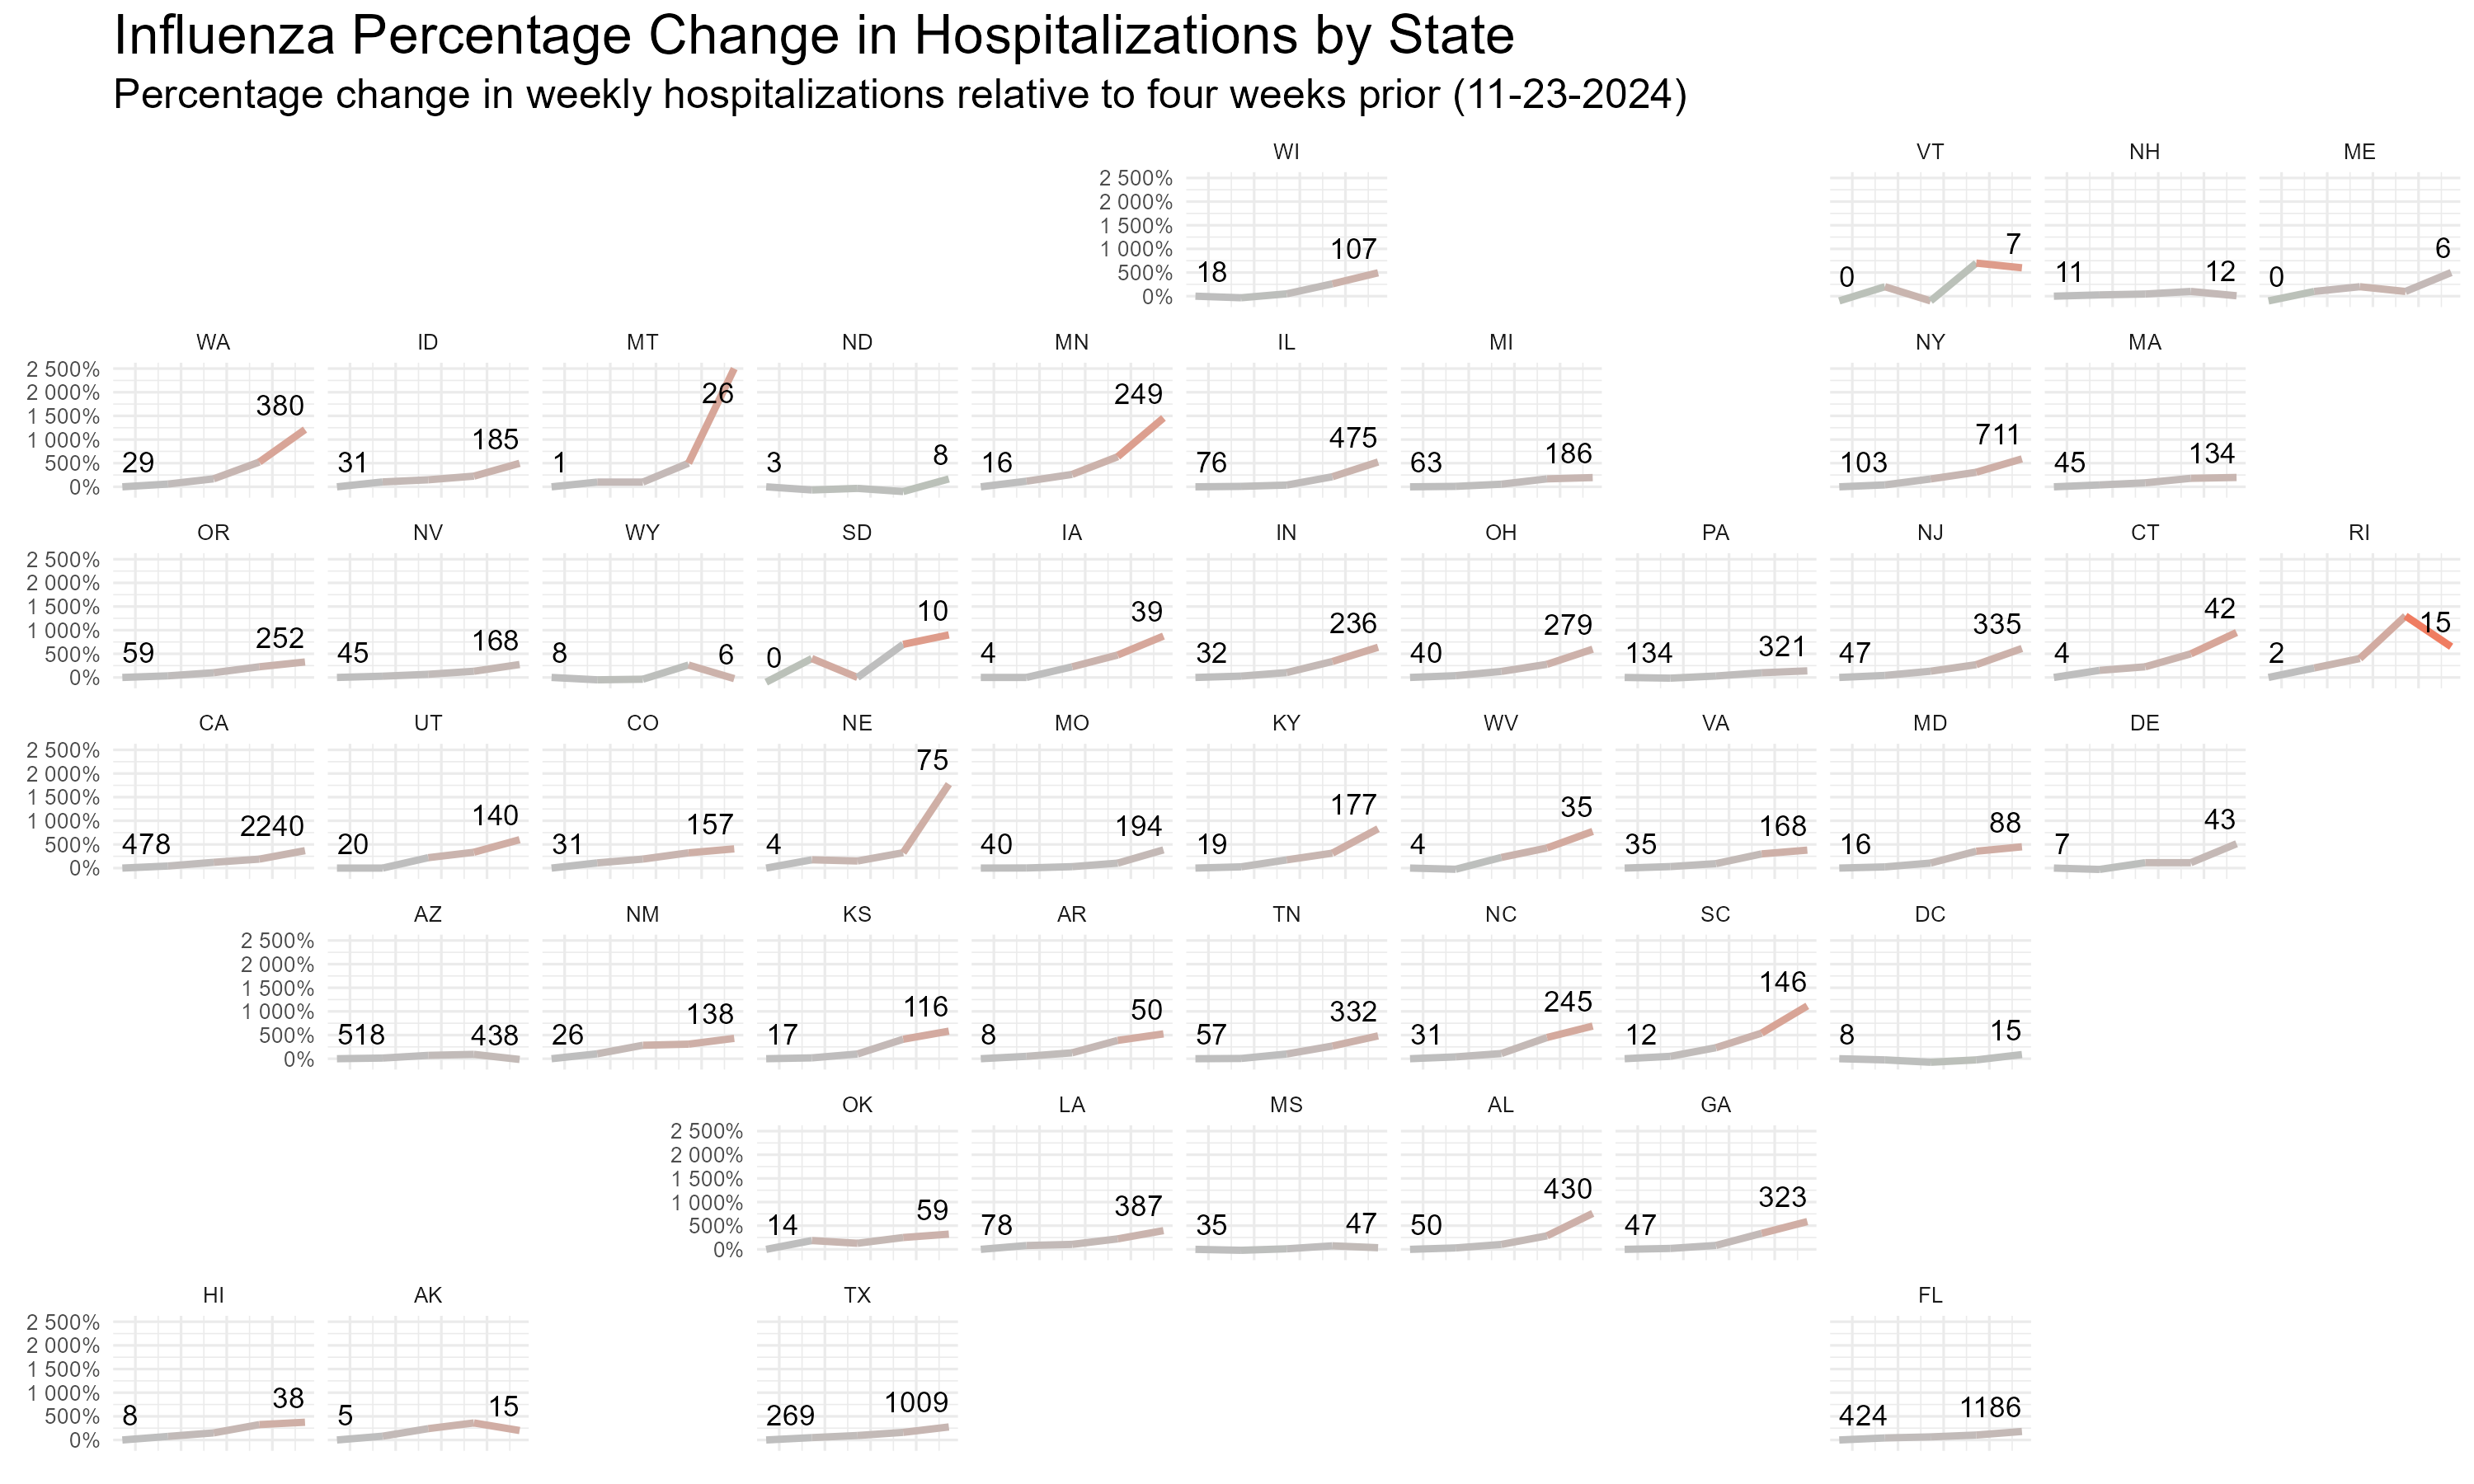 Influenza Percentage Change in Hospitalizations by State
Percentage change in weekly hospitalizations relative to four weeks prior (11-23-2024)
WI VT NH ME
2 500%
2 000%
1 500%
1 000%
500%
0%
18 107 0 7 11 12 0 6
WA ID MT ND MN IL MI NY MA
2 500%
2 000%
1 500%
1 000%
500%
0%
29 380 31 185 1 26 3 8 16 249 76 475 63 186 103 711 45 134
OR NV WY SD IA IN OH PA NJ CT RI
2 500%
2 000%
1 500%
1 000%
500%
0%
59 252 45 168 8 6 0 10 4 39 32 236 40 279 134 321 47 335 4 42 2 15
CA UT CO NE MO KY WV VA MD DE
2 500%
2 000%
1 500%
1 000%
500%
0%
478 2240 20 140 31 157 4 75 40 194 19 177 4 35 35 168 16 88 7 43
AZ NM KS AR TN NC SC DC
2 500%
2 000%
1 500%
1 000%
500%
0%
518 438 26 138 17 116 8 50 57 332 31 245 12 146 8 15
OK LA MS AL GA
2 500%
2 000%
1 500%
1 000%
500%
0%
14 59 78 387 35 47 50 430 47 323
HI AK TX FL
2 500%
2 000%
1 500%
1 000%
500%
0%
8 38 5 15 269 1009 424 1186